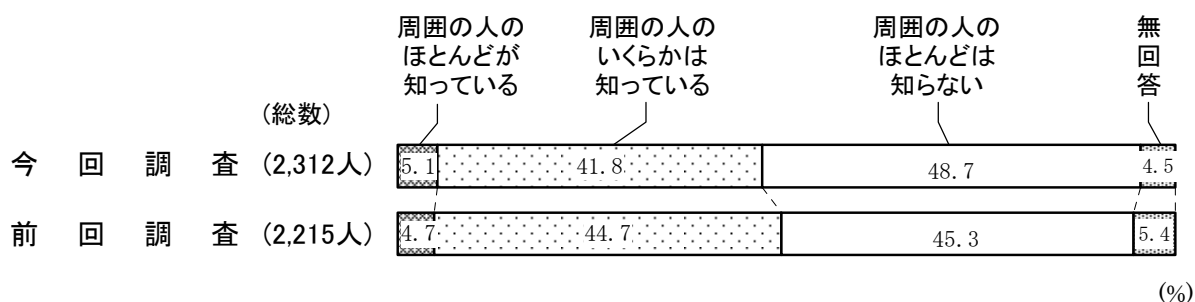 周囲の人の
ほとんどが
知っている
周囲の人の
いくらかは
知っている
周囲の人の
ほとんどは
知らない
無
回
答
(総数)
今回調査 (2,312人)
5.1 41.8 48.7 4.5
前回調査 (2,215人)
4.7 44.7 45.3 5.4
(%)